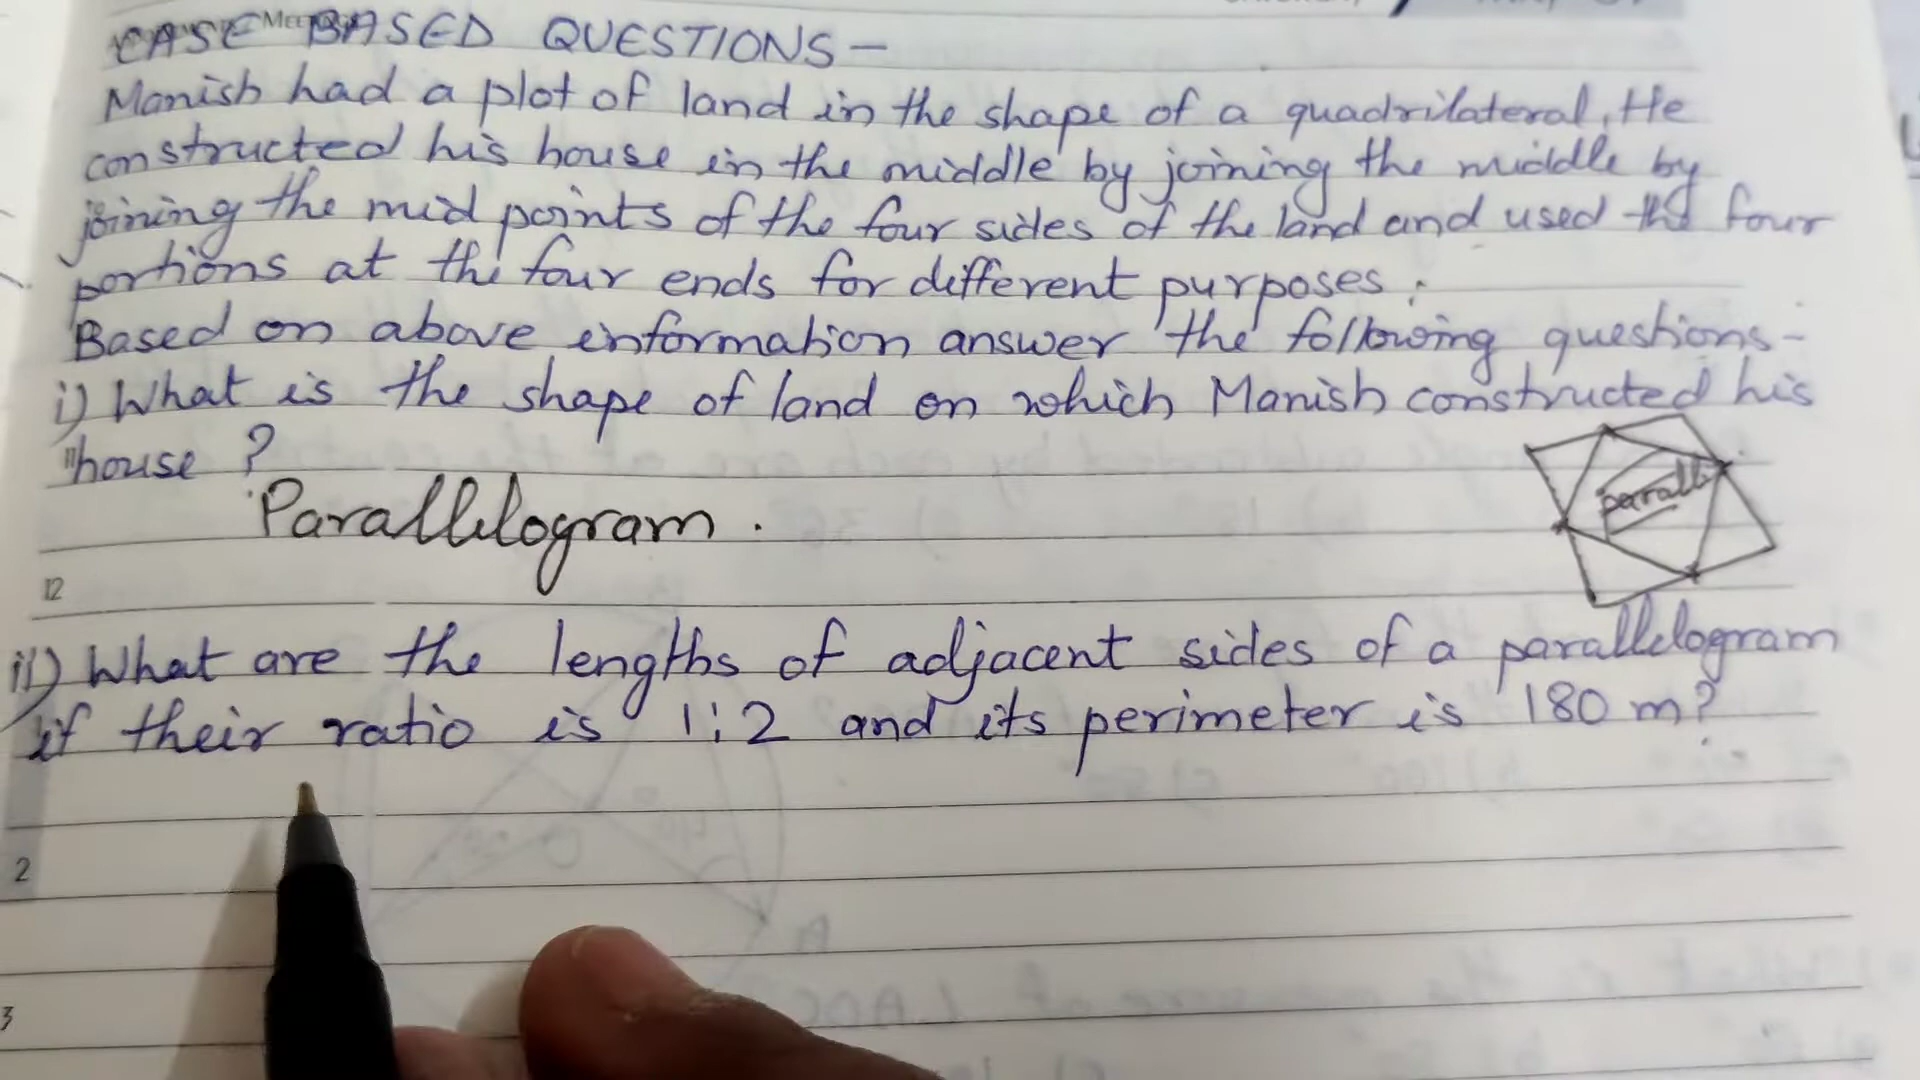 CASE BASED QUESTIONS -
Manish had a plot of land in the shape of a quadrilateral. He
constructed his house in the middle by joining the middle by
joining the mid points of the four sides of the land and used the four
portions at the four ends for different purposes.
Based on above information answer the following questions-
i) What is the shape of land on which Manish constructed his
house ?
Parallelogram.
parall
12
ii) What are the lengths of adjacent sides of a parallelogram
if their ratio is 1:2 and its perimeter is 180 m?
2
3